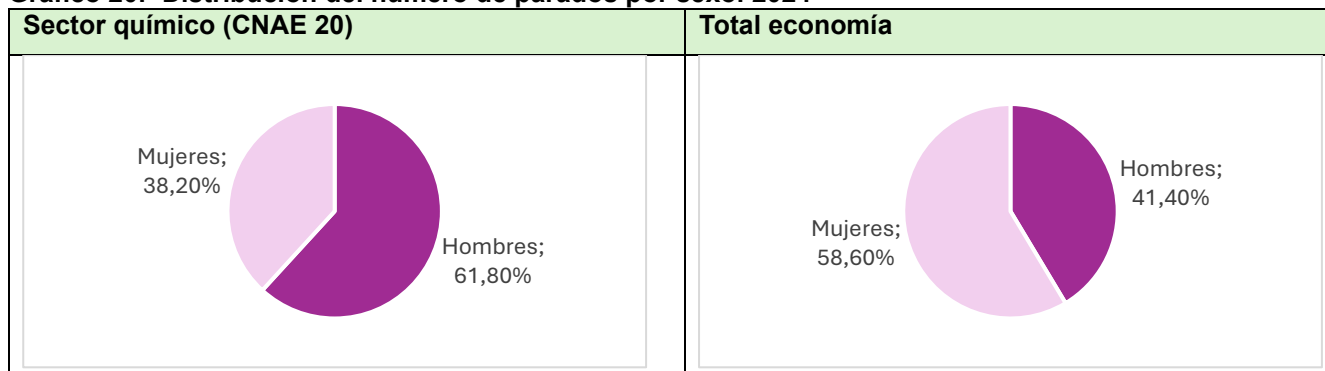 Sector químico (CNAE 20)
Total economía
Mujeres;
38,20%
Hombres;
61,80%
Hombres;
41,40%
Mujeres;
58,60%